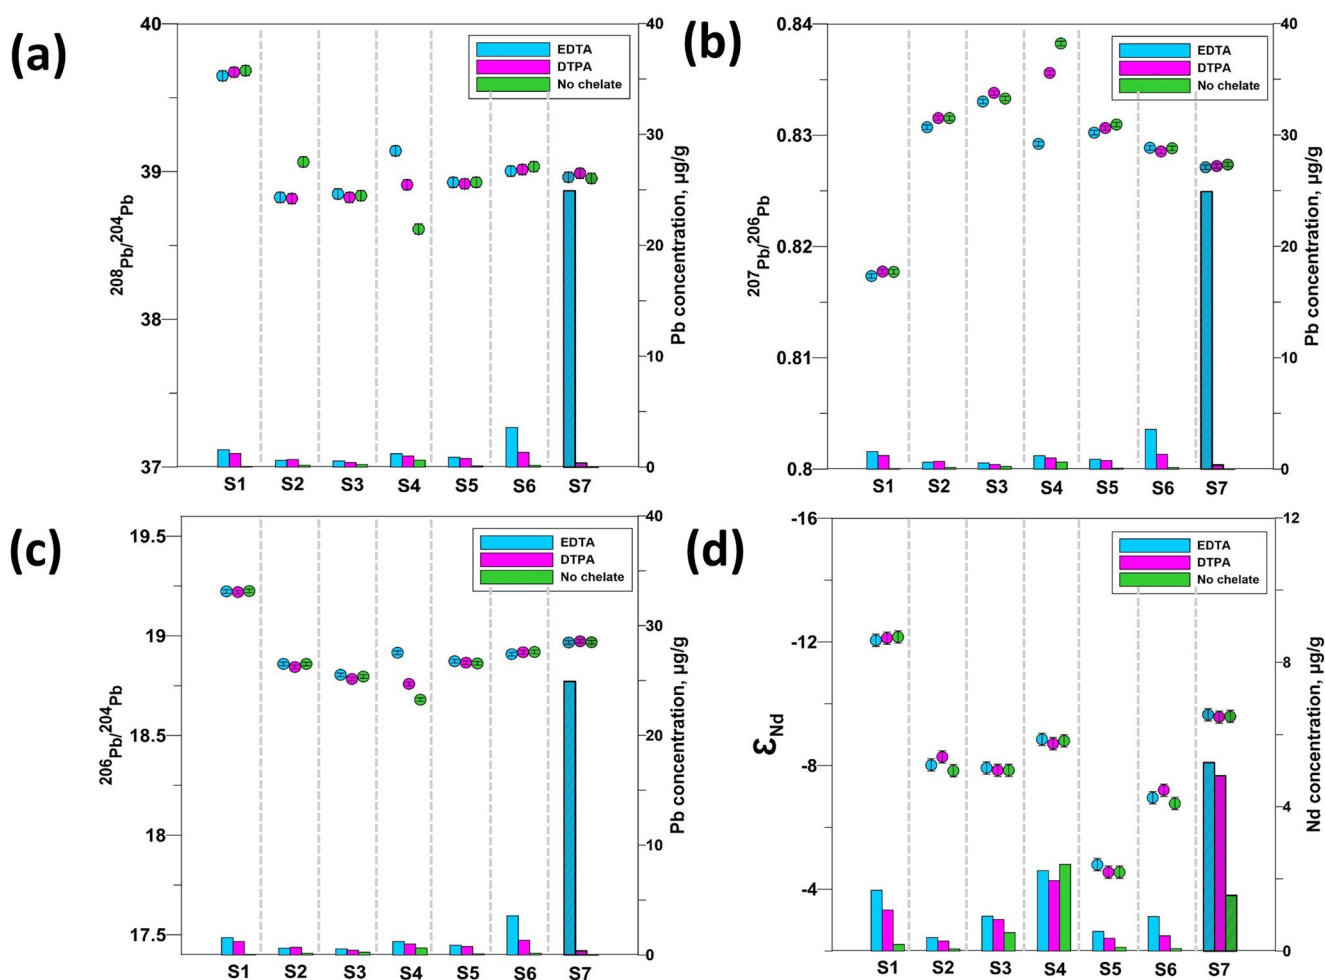 (a)
40
39
38
37
²⁰⁸Pb/²⁰⁴Pb
EDTA
DTPA
No chelate
40
30
20
10
0
Pb concentration, µg/g
S1 S2 S3 S4 S5 S6 S7
(b)
0.84
0.83
0.82
0.81
0.8
²⁰⁷Pb/²⁰⁶Pb
EDTA
DTPA
No chelate
40
30
20
10
0
Pb concentration, µg/g
S1 S2 S3 S4 S5 S6 S7
(c)
19.5
19
18.5
18
17.5
²⁰⁶Pb/²⁰⁴Pb
EDTA
DTPA
No chelate
40
30
20
10
0
Pb concentration, µg/g
S1 S2 S3 S4 S5 S6 S7
(d)
-16
-12
-8
-4
εNd
EDTA
DTPA
No chelate
12
8
4
0
Nd concentration, µg/g
S1 S2 S3 S4 S5 S6 S7